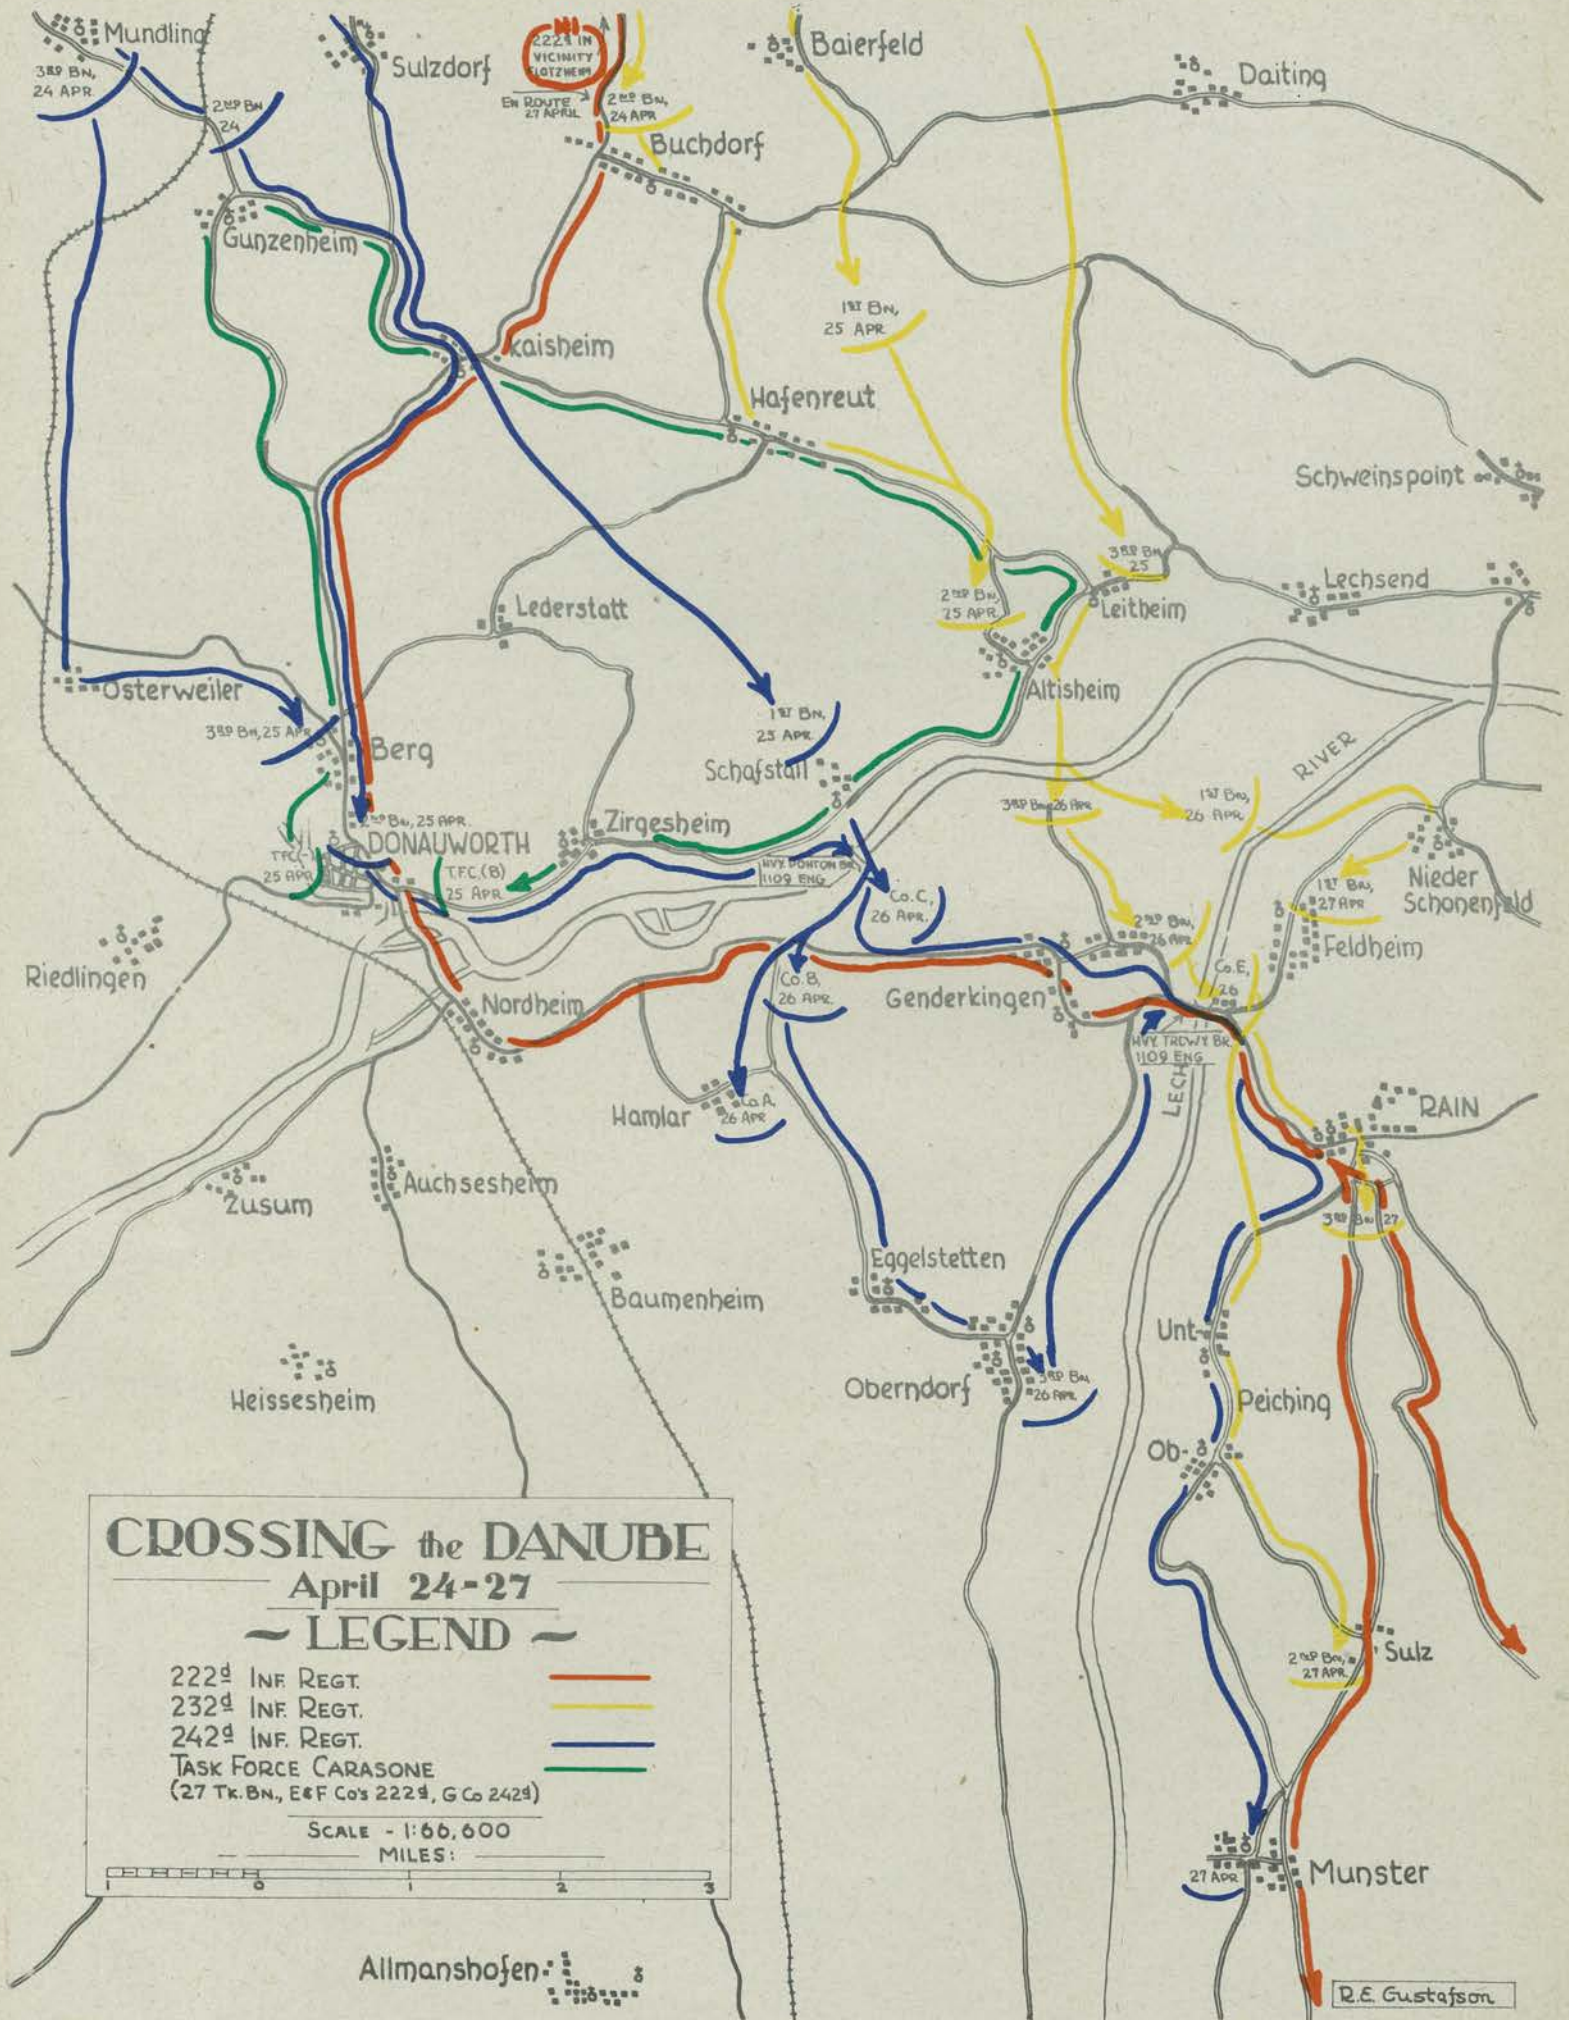 Mundling
3RD BN,
24 APR.
2ND BN
24
Sulzdorf
222d IN
VICINITY
FLOTZHEIM
EN ROUTE
27 APRIL
2ND BN,
24 APR
Buchdorf
Baierfeld
Daiting
Gunzenheim
Kaisheim
1ST BN,
25 APR.
Hafenreut
Schweinspoint
3RD BN
25
2ND BN,
25 APR.
Leitheim
Lechsend
Lederstatt
Osterweiler
Altisheim
3RD BN, 25 APR
Berg
1ST BN,
25 APR.
Schafstall
RIVER
3RD BN, 26 APR
1ST BN,
26 APR.
2ND BN, 25 APR.
DONAUWORTH
Zirgesheim
T.F.C.(-)
25 APR
T.F.C.(B)
25 APR.
HVY. PONTON BR.
1109 ENG
Co.C,
26 APR.
1ST BN,
27 APR
Nieder
Schonenfeld
2ND BN,
26 APR.
Feldheim
Riedlingen
Co.B,
26 APR.
Co.E,
26
Nordheim
Genderkingen
HVY. TRDWY BR.
1109 ENG
LECH
Hamlar
Co A,
26 APR
RAIN
Zusum
Auchsesheim
3RD BN, 27
Eggelstetten
Baumenheim
Unt-
Oberndorf
3RD BN
26 APR.
Heissesheim
Peiching
Ob-
CROSSING the DANUBE
April 24-27
~ LEGEND ~
222d INF. REGT.
232d INF. REGT.
242d INF. REGT.
TASK FORCE CARASONE
(27 TK. BN., E&F Co's 222d, G Co 242d)
SCALE - 1:66,600
MILES:
1 0 1 2 3
2ND BN,
27 APR.
Sulz
27 APR
Munster
Allmanshofen
R.E. Gustafson